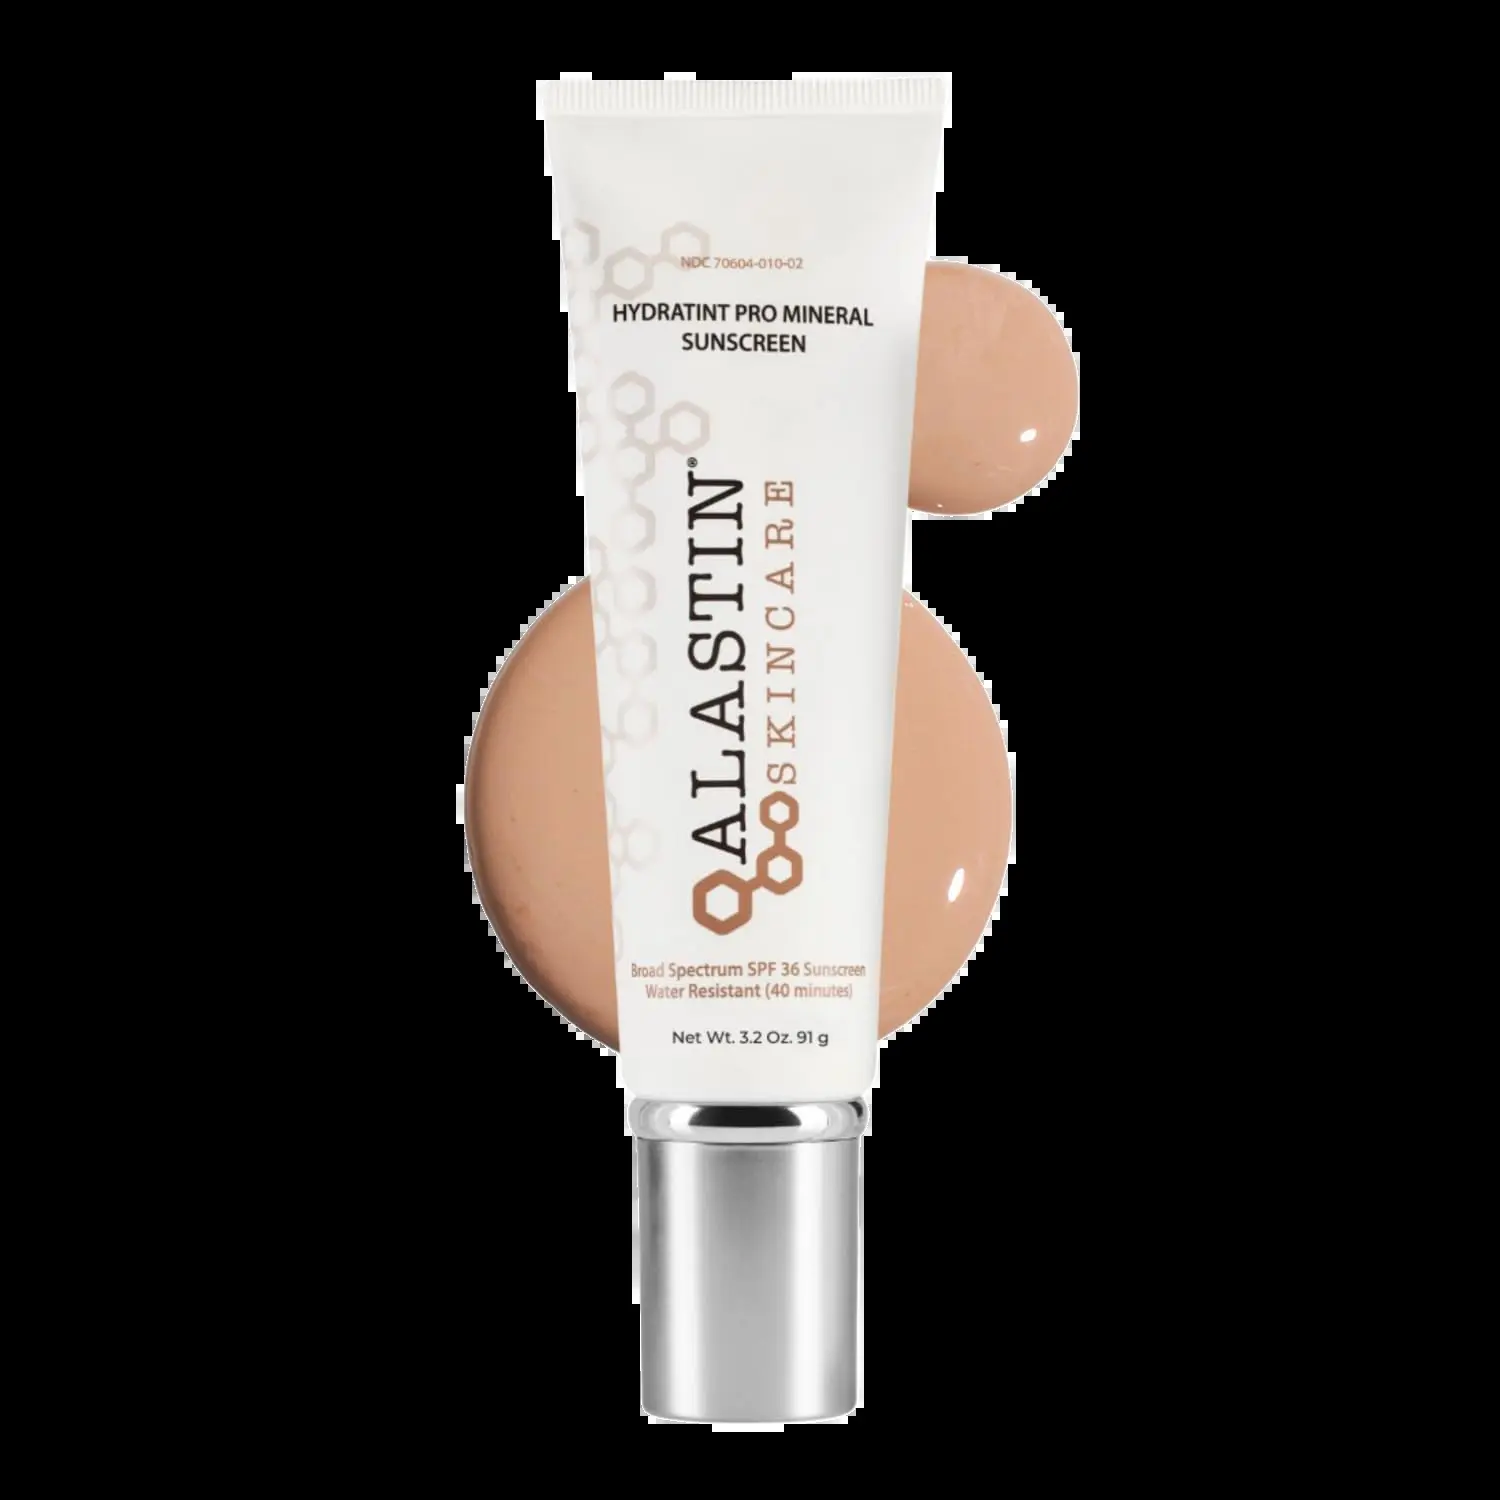 NDC 70604-010-02
HYDRATINT PRO MINERAL
SUNSCREEN
ALASTIN®
SKINCARE
Broad Spectrum SPF 36 Sunscreen
Water Resistant (40 minutes)
Net Wt. 3.2 Oz. 91 g